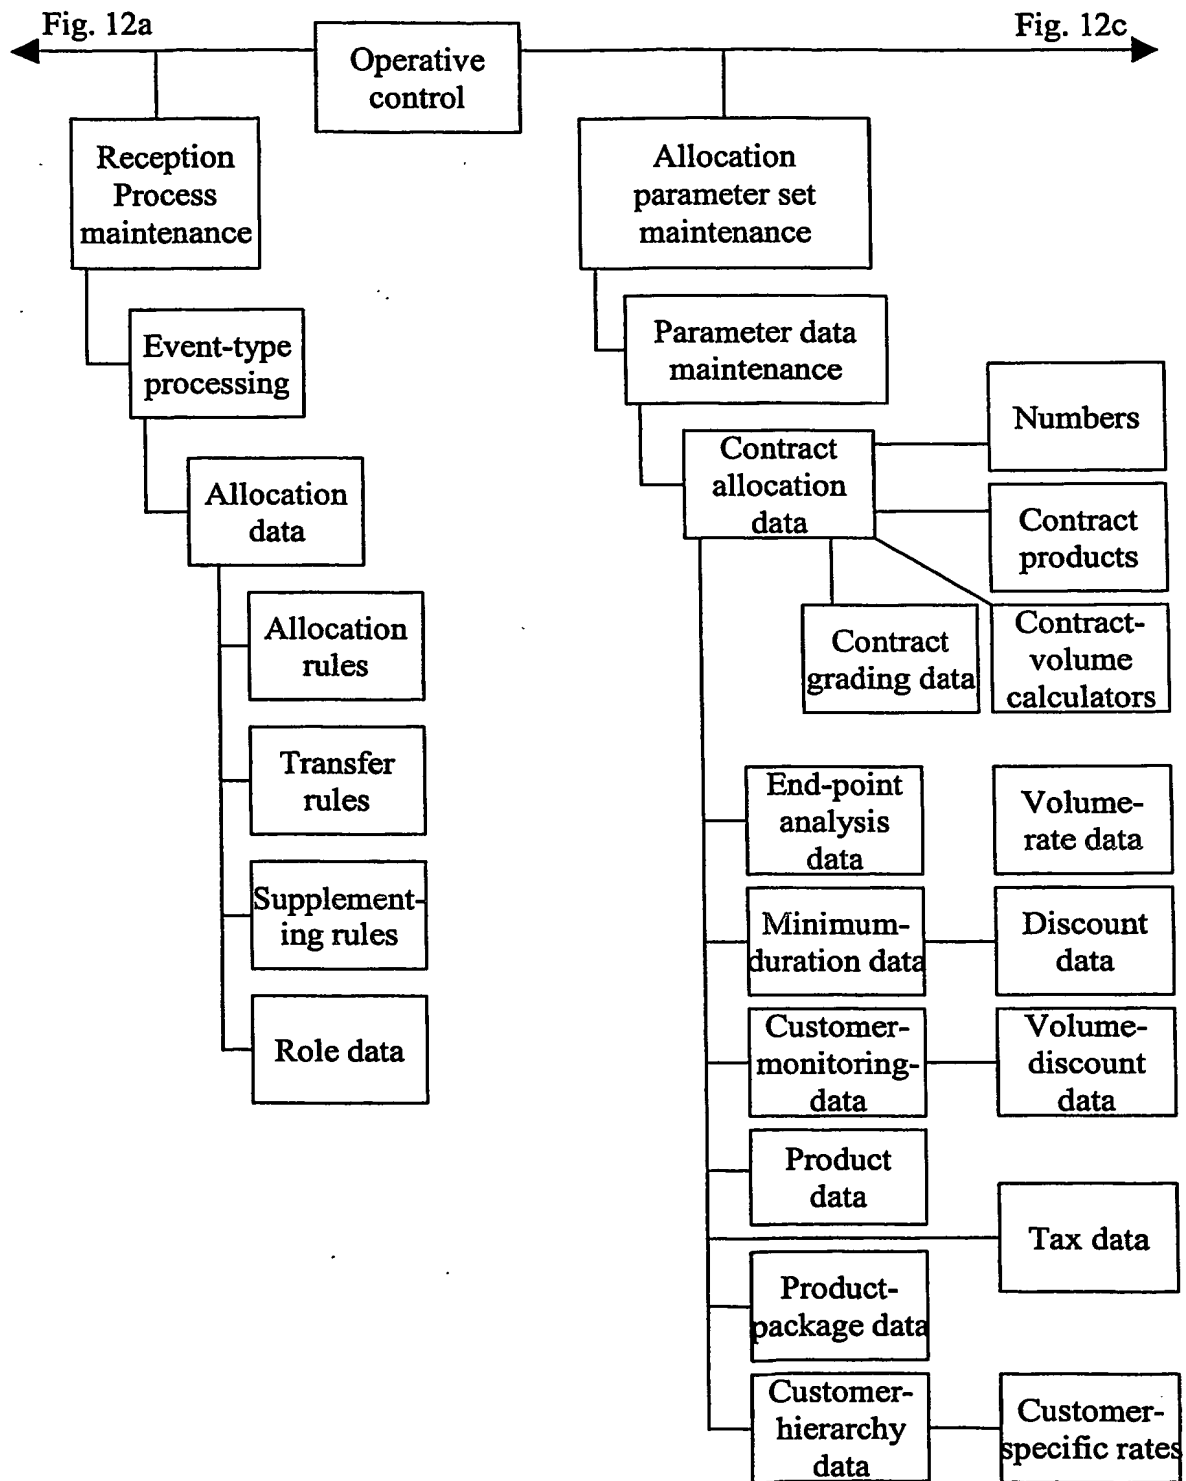 Fig. 12a
Fig. 12c
Operative
control
Reception
Process
maintenance
Allocation
parameter set
maintenance
Event-type
processing
Parameter data
maintenance
Numbers
Allocation
data
Contract
allocation
data
Contract
products
Allocation
rules
Contract
grading data
Contract-
volume
calculators
Transfer
rules
End-point
analysis
data
Volume-
rate data
Supplement-
ing rules
Minimum-
duration data
Discount
data
Role data
Customer-
monitoring-
data
Volume-
discount
data
Product
data
Tax data
Product-
package data
Customer-
hierarchy
data
Customer-
specific rates